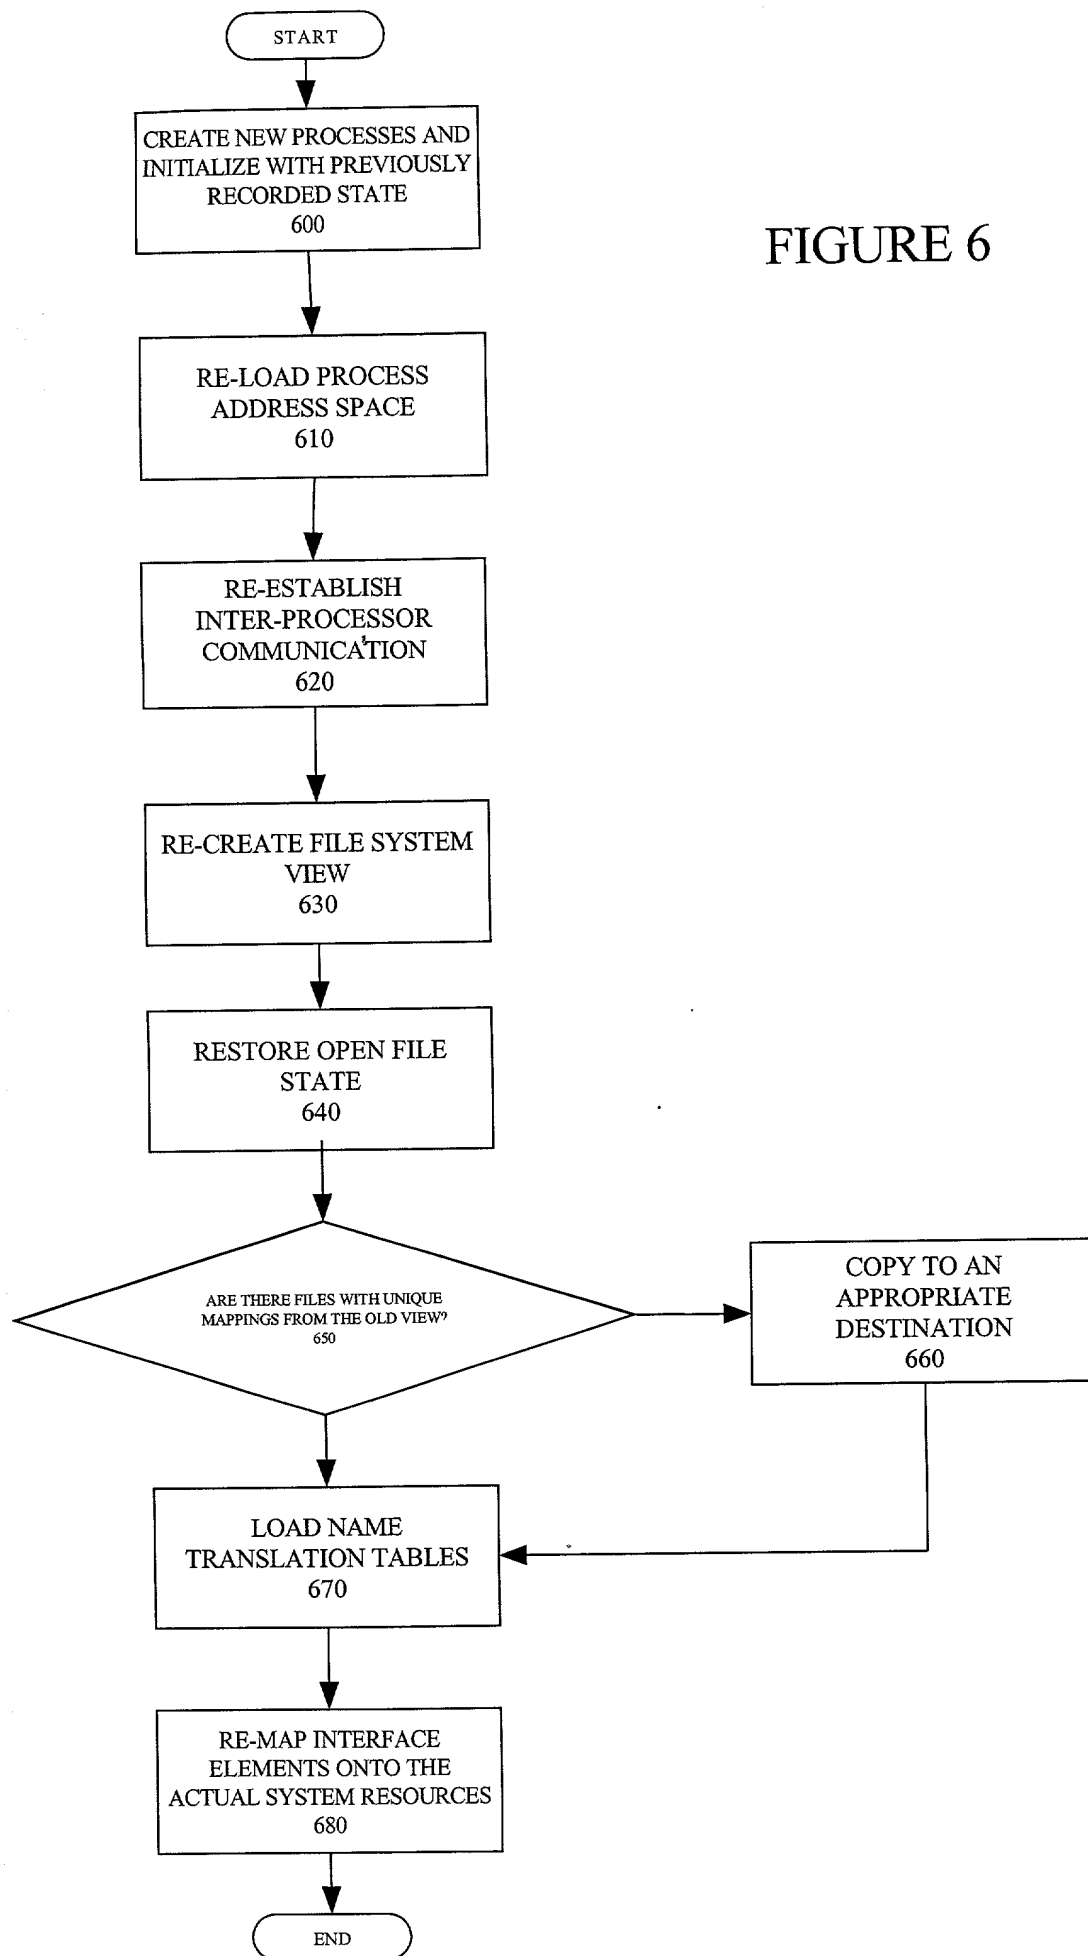 START
CREATE NEW PROCESSES AND
INITIALIZE WITH PREVIOUSLY
RECORDED STATE
600
FIGURE 6
RE-LOAD PROCESS
ADDRESS SPACE
610
RE-ESTABLISH
INTER-PROCESSOR
COMMUNICATION
620
RE-CREATE FILE SYSTEM
VIEW
630
RESTORE OPEN FILE
STATE
640
ARE THERE FILES WITH UNIQUE
MAPPINGS FROM THE OLD VIEW?
650
COPY TO AN
APPROPRIATE
DESTINATION
660
LOAD NAME
TRANSLATION TABLES
670
RE-MAP INTERFACE
ELEMENTS ONTO THE
ACTUAL SYSTEM RESOURCES
680
END